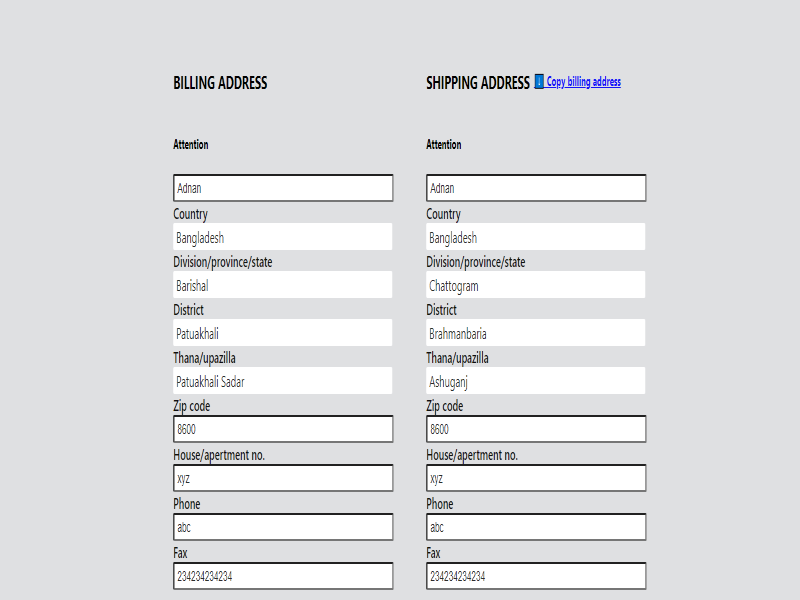 BILLING ADDRESS
Attention
Adnan
Country
Bangladesh
Division/province/state
Barishal
District
Patuakhali
Thana/upazilla
Patuakhali Sadar
Zip code
8600
House/apertment no.
xyz
Phone
abc
Fax
234234234234
SHIPPING ADDRESS Copy billing address
Attention
Adnan
Country
Bangladesh
Division/province/state
Chattogram
District
Brahmanbaria
Thana/upazilla
Ashuganj
Zip code
8600
House/apertment no.
xyz
Phone
abc
Fax
234234234234